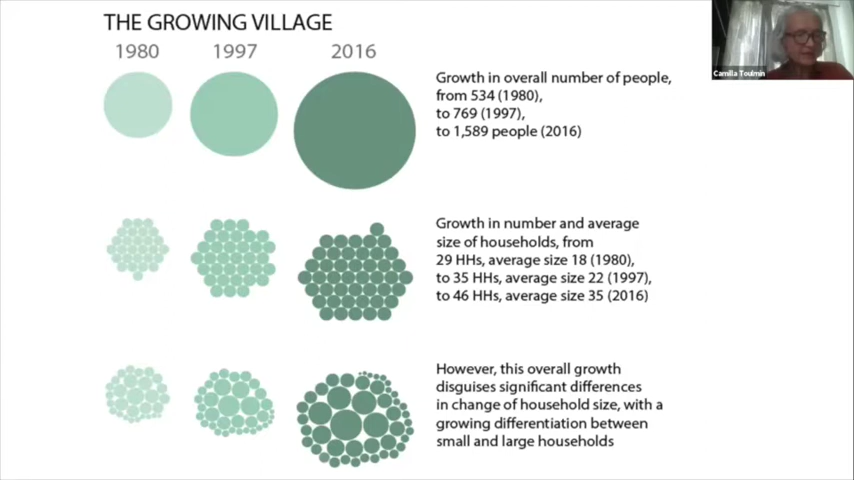 THE GROWING VILLAGE
1980 1997 2016
Growth in overall number of people,
from 534 (1980),
to 769 (1997),
to 1,589 people (2016)
Growth in number and average
size of households, from
29 HHs, average size 18 (1980),
to 35 HHs, average size 22 (1997),
to 46 HHs, average size 35 (2016)
However, this overall growth
disguises significant differences
in change of household size, with a
growing differentiation between
small and large households
Camilla Toulmin